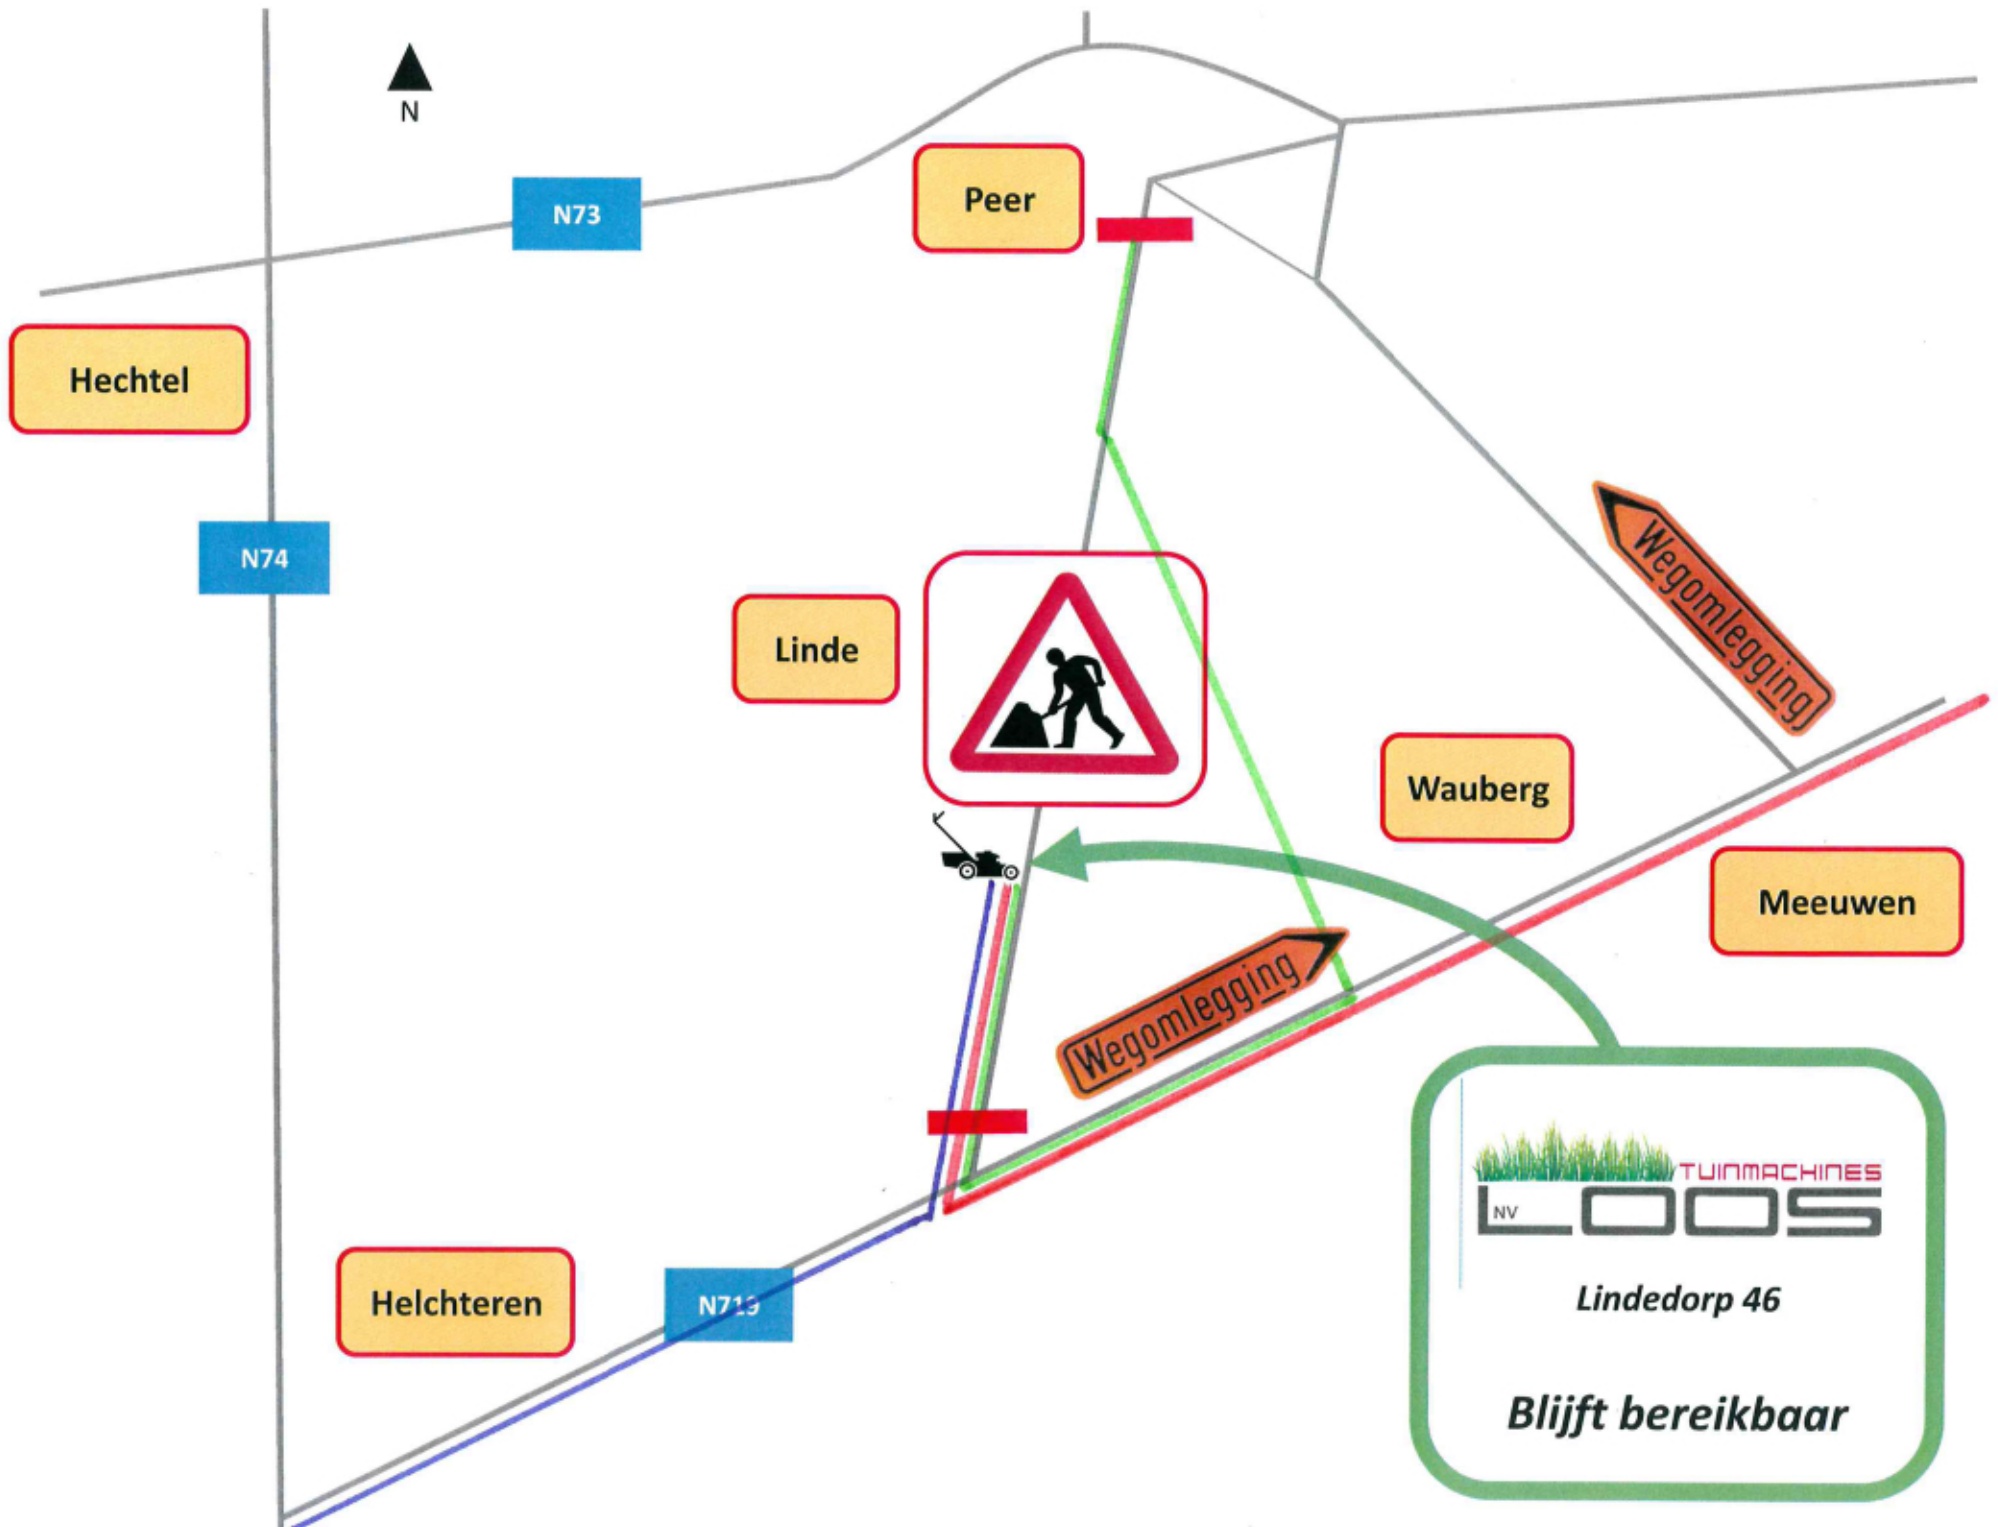 N
N73
Peer
Hechtel
N74
Linde
Wegomlegging
Wauberg
Meeuwen
Wegomlegging
TUINMACHINES
LOOS
NV
Helchteren
N719
Lindedorp 46
Blijft bereikbaar